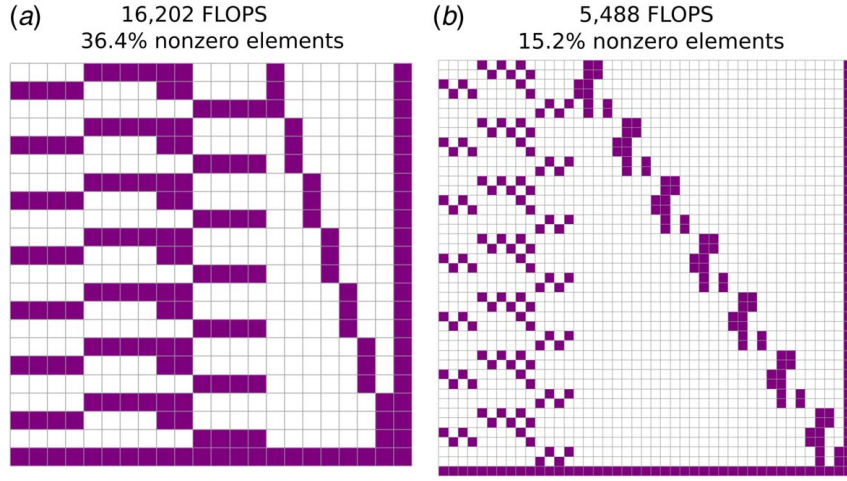 (a)
16,202 FLOPS
36.4% nonzero elements
(b)
5,488 FLOPS
15.2% nonzero elements